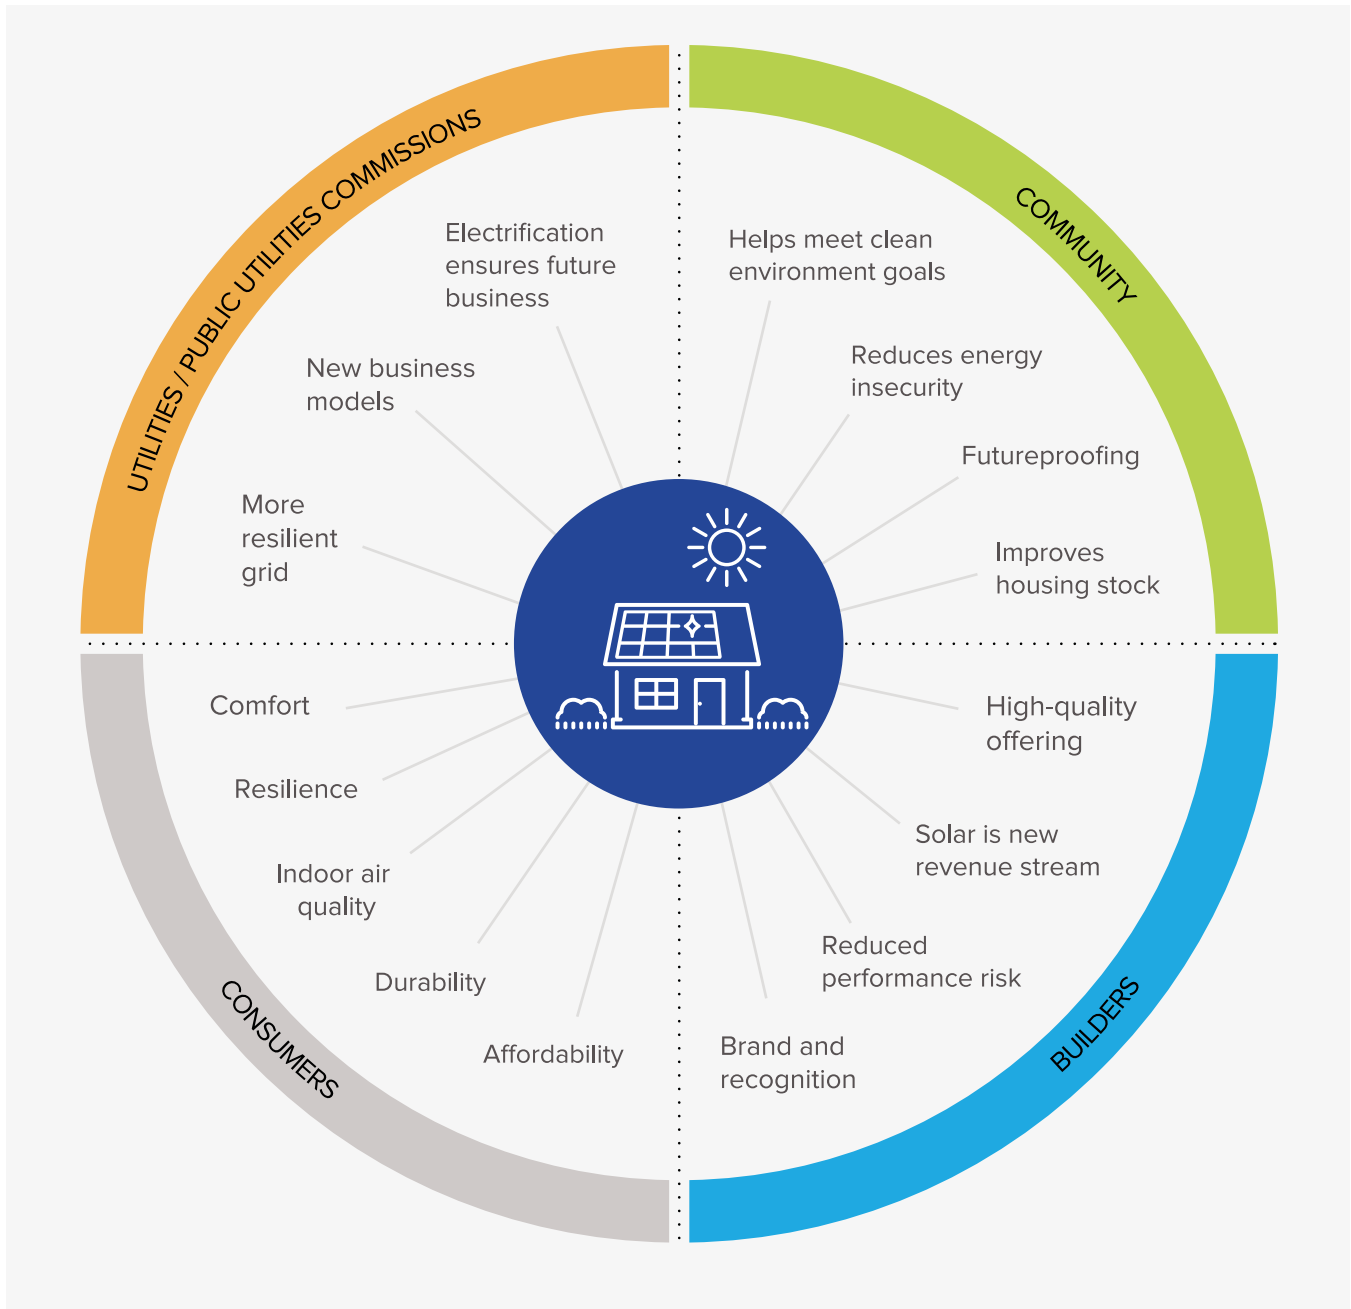 UTILITIES / PUBLIC UTILITIES COMMISSIONS
Electrification
ensures future
business
New business
models
More
resilient
grid
COMMUNITY
Helps meet clean
environment goals
Reduces energy
insecurity
Futureproofing
Improves
housing stock
CONSUMERS
Comfort
Resilience
Indoor air
quality
Durability
Affordability
BUILDERS
High-quality
offering
Solar is new
revenue stream
Reduced
performance risk
Brand and
recognition